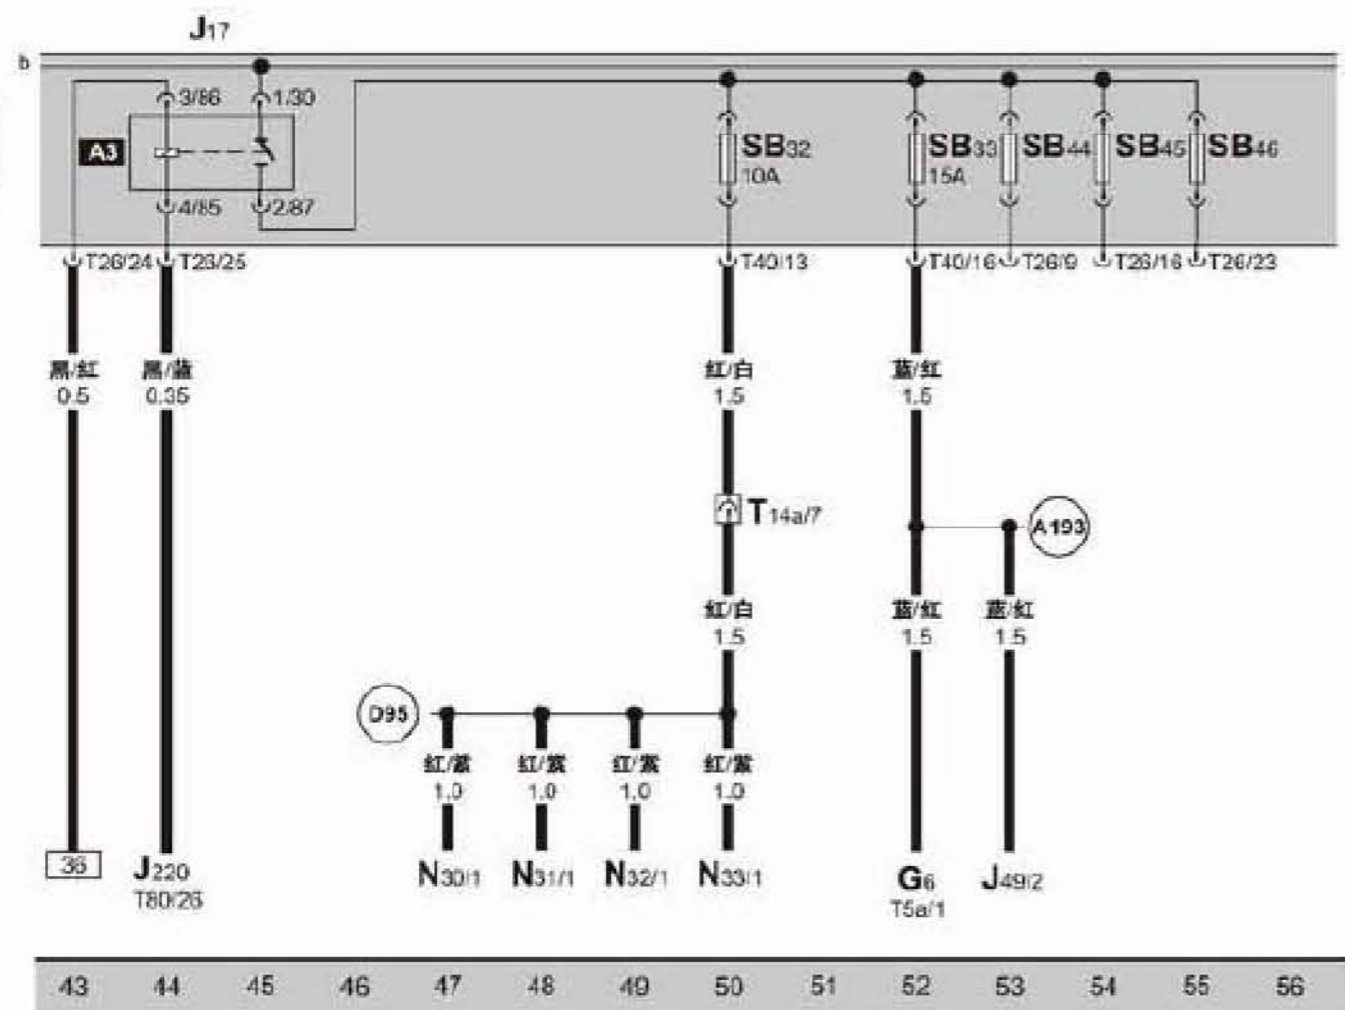 J17
b
3/86 1/30
A3
4/85 2/87
SB32 10A
SB33 15A
SB44
SB45
SB46
T26/24 T26/25 T40/13 T40/16 T26/9 T26/16 T26/23
黑/红 黑/蓝 红/白 蓝/红
0.5 0.35 1.5 1.5
T14a/7
A193
红/白 蓝/红 蓝/红
1.5 1.5 1.5
D95
红/紫 红/紫 红/紫 红/紫
1.0 1.0 1.0 1.0
36 J220 N30/1 N31/1 N32/1 N33/1 G6 J49/2
T80/26 T5a/1
43 44 45 46 47 48 49 50 51 52 53 54 55 56